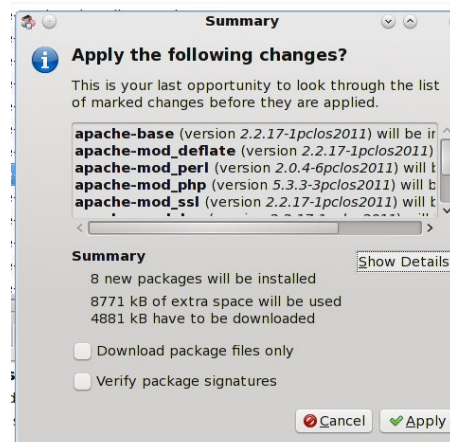 Summary
Apply the following changes?
This is your last opportunity to look through the list
of marked changes before they are applied.
apache-base (version 2.2.17-1pclos2011) will be ir
apache-mod_deflate (version 2.2.17-1pclos2011)
apache-mod_perl (version 2.0.4-6pclos2011) will b
apache-mod_php (version 5.3.3-3pclos2011) will b
apache-mod_ssl (version 2.2.17-1pclos2011) will b
Summary
Show Details
8 new packages will be installed
8771 kB of extra space will be used
4881 kB have to be downloaded
Download package files only
Verify package signatures
Cancel
Apply